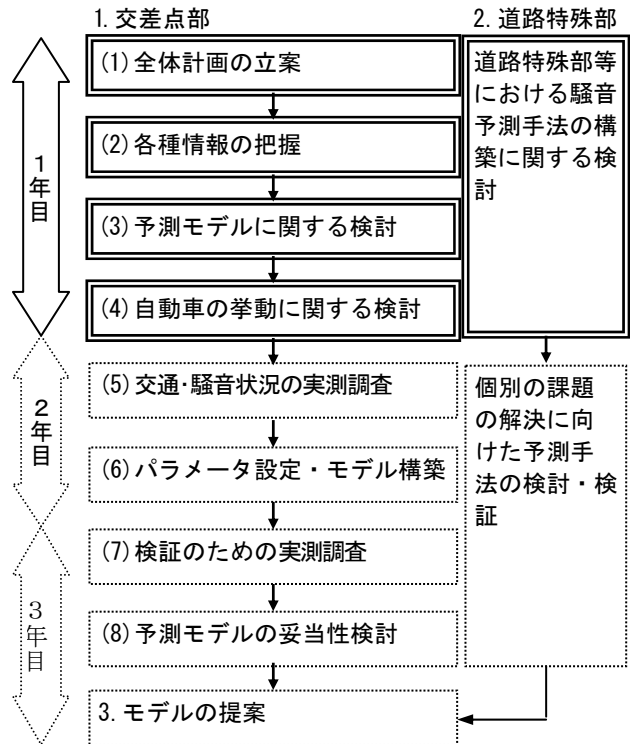 1. 交差点部
(1) 全体計画の立案
(2) 各種情報の把握
(3) 予測モデルに関する検討
(4) 自動車の挙動に関する検討
(5) 交通･騒音状況の実測調査
(6) パラメータ設定・モデル構築
(7) 検証のための実測調査
(8) 予測モデルの妥当性検討
3. モデルの提案
2. 道路特殊部
道路特殊部等
における騒音
予測手法の構
築に関する検
討
個別の課題
の解決に向
けた予測手
法の検討・検
証
1年目
2年目
3年目